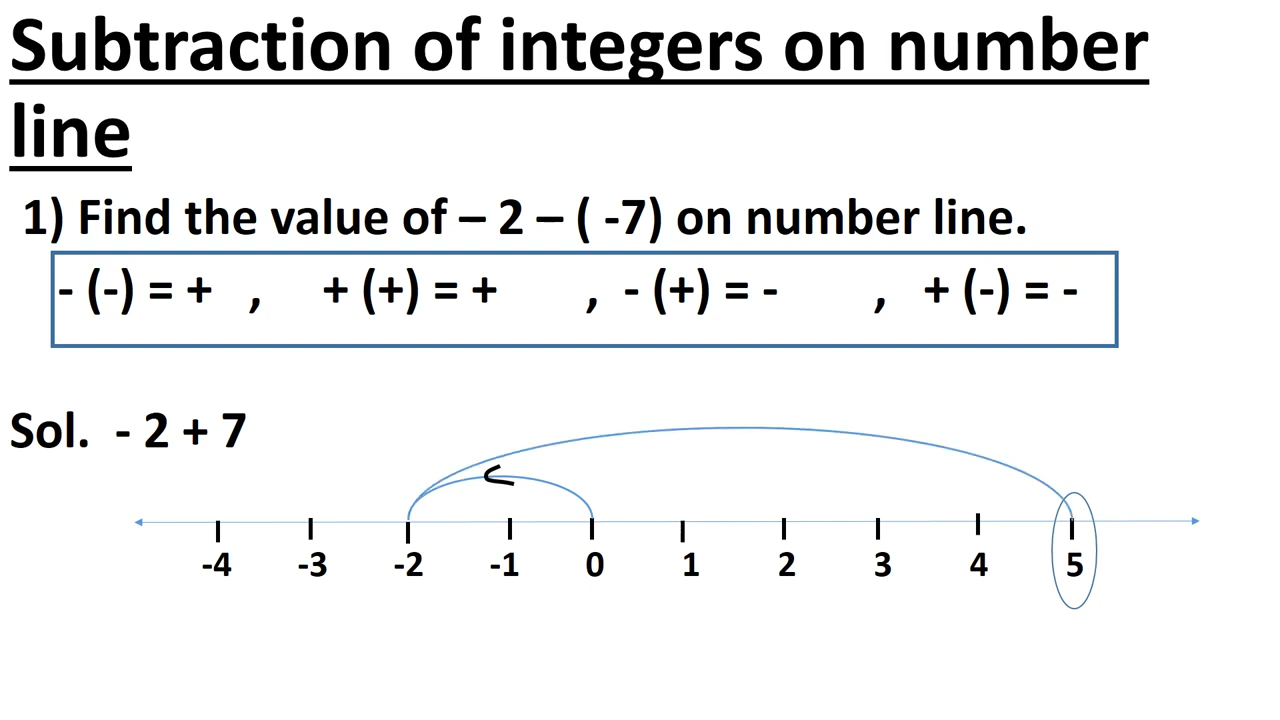 Subtraction of integers on number
line
1) Find the value of – 2 – ( -7) on number line.
- (-) = + , + (+) = + , - (+) = - , + (-) = -
Sol. - 2 + 7
-4 -3 -2 -1 0 1 2 3 4 5